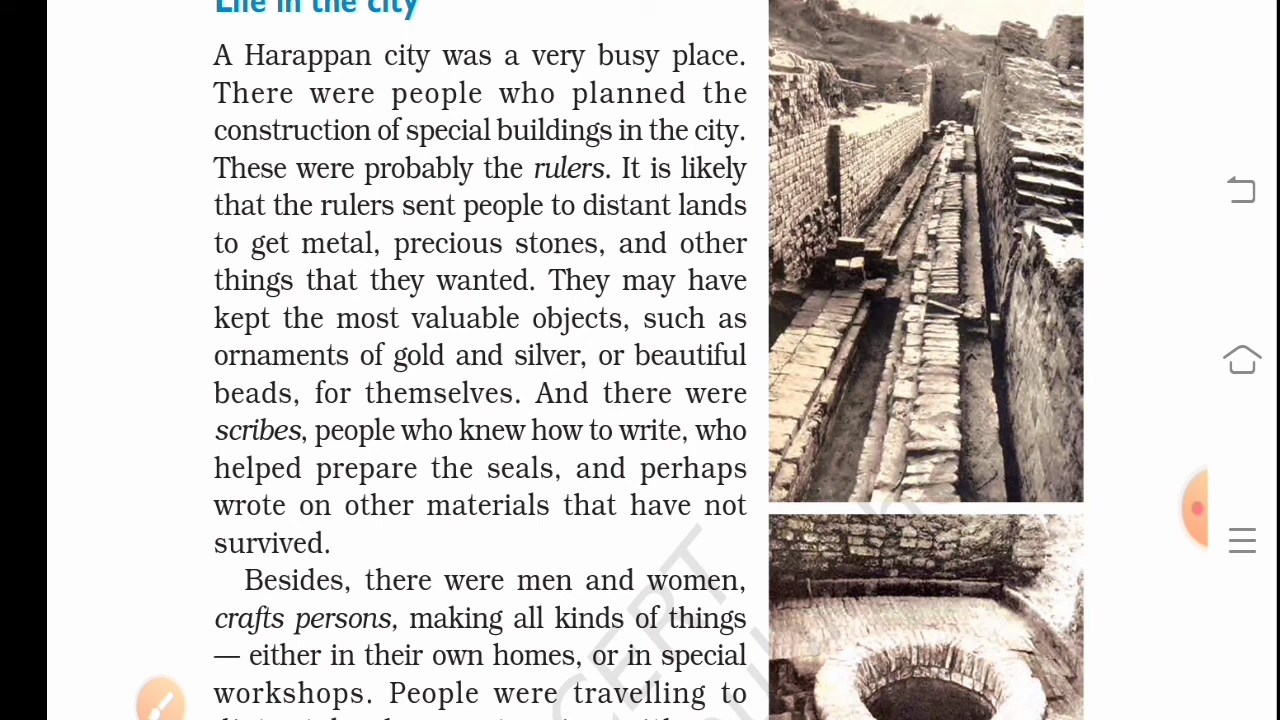 Life in the city
A Harappan city was a very busy place.
There were people who planned the
construction of special buildings in the city.
These were probably the rulers. It is likely
that the rulers sent people to distant lands
to get metal, precious stones, and other
things that they wanted. They may have
kept the most valuable objects, such as
ornaments of gold and silver, or beautiful
beads, for themselves. And there were
scribes, people who knew how to write, who
helped prepare the seals, and perhaps
wrote on other materials that have not
survived.
Besides, there were men and women,
crafts persons, making all kinds of things
— either in their own homes, or in special
workshops. People were travelling to